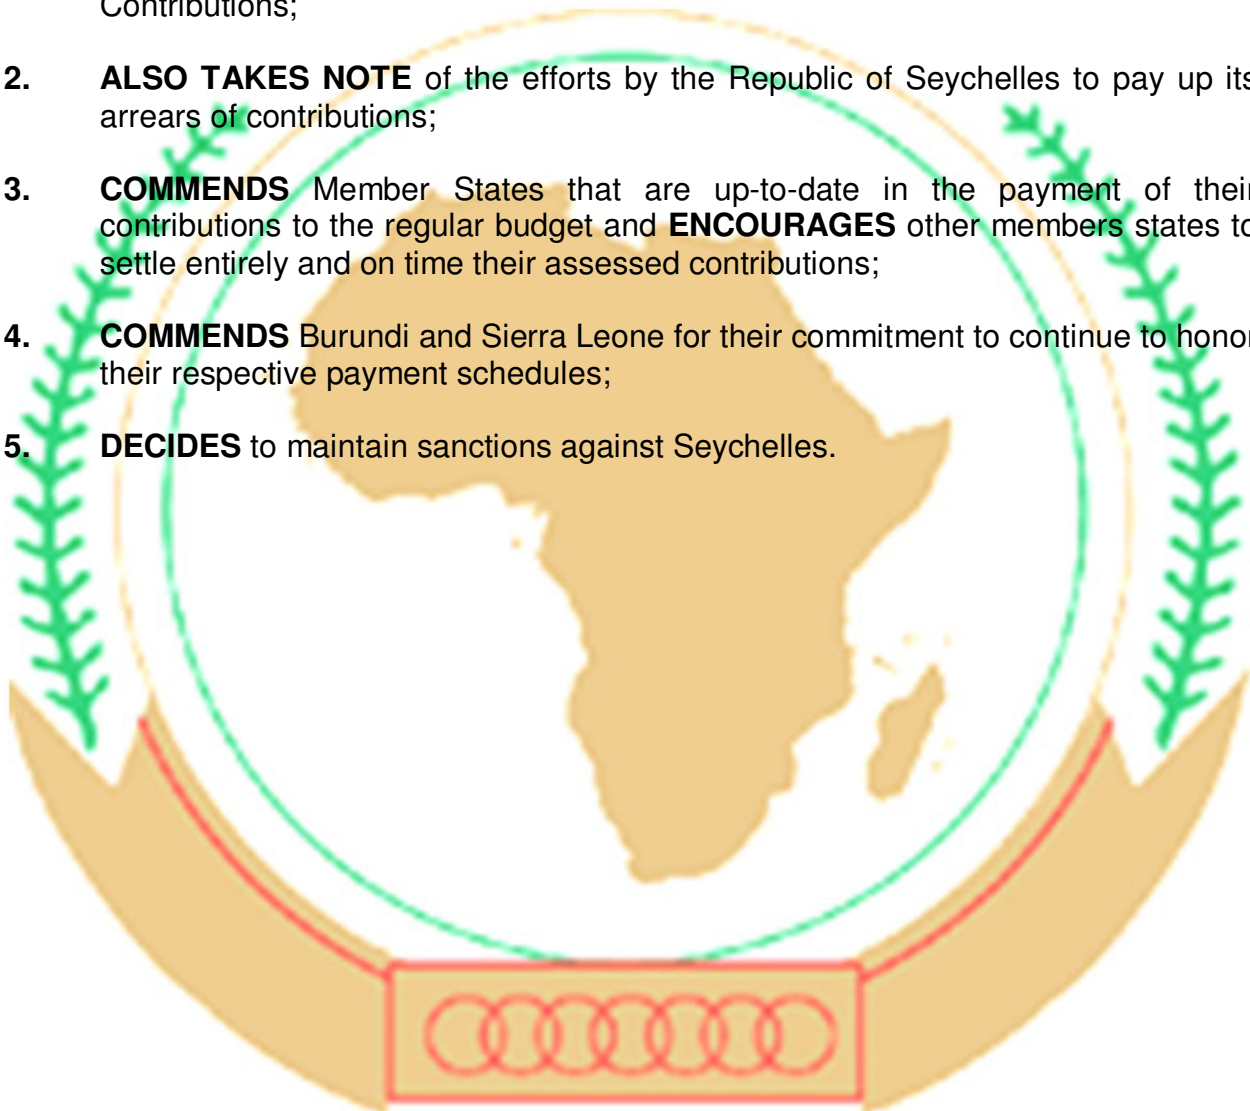 Contributions;
2. ALSO TAKES NOTE of the efforts by the Republic of Seychelles to pay up its
arrears of contributions;
3. COMMENDS Member States that are up-to-date in the payment of their
contributions to the regular budget and ENCOURAGES other members states to
settle entirely and on time their assessed contributions;
4. COMMENDS Burundi and Sierra Leone for their commitment to continue to honor
their respective payment schedules;
5. DECIDES to maintain sanctions against Seychelles.